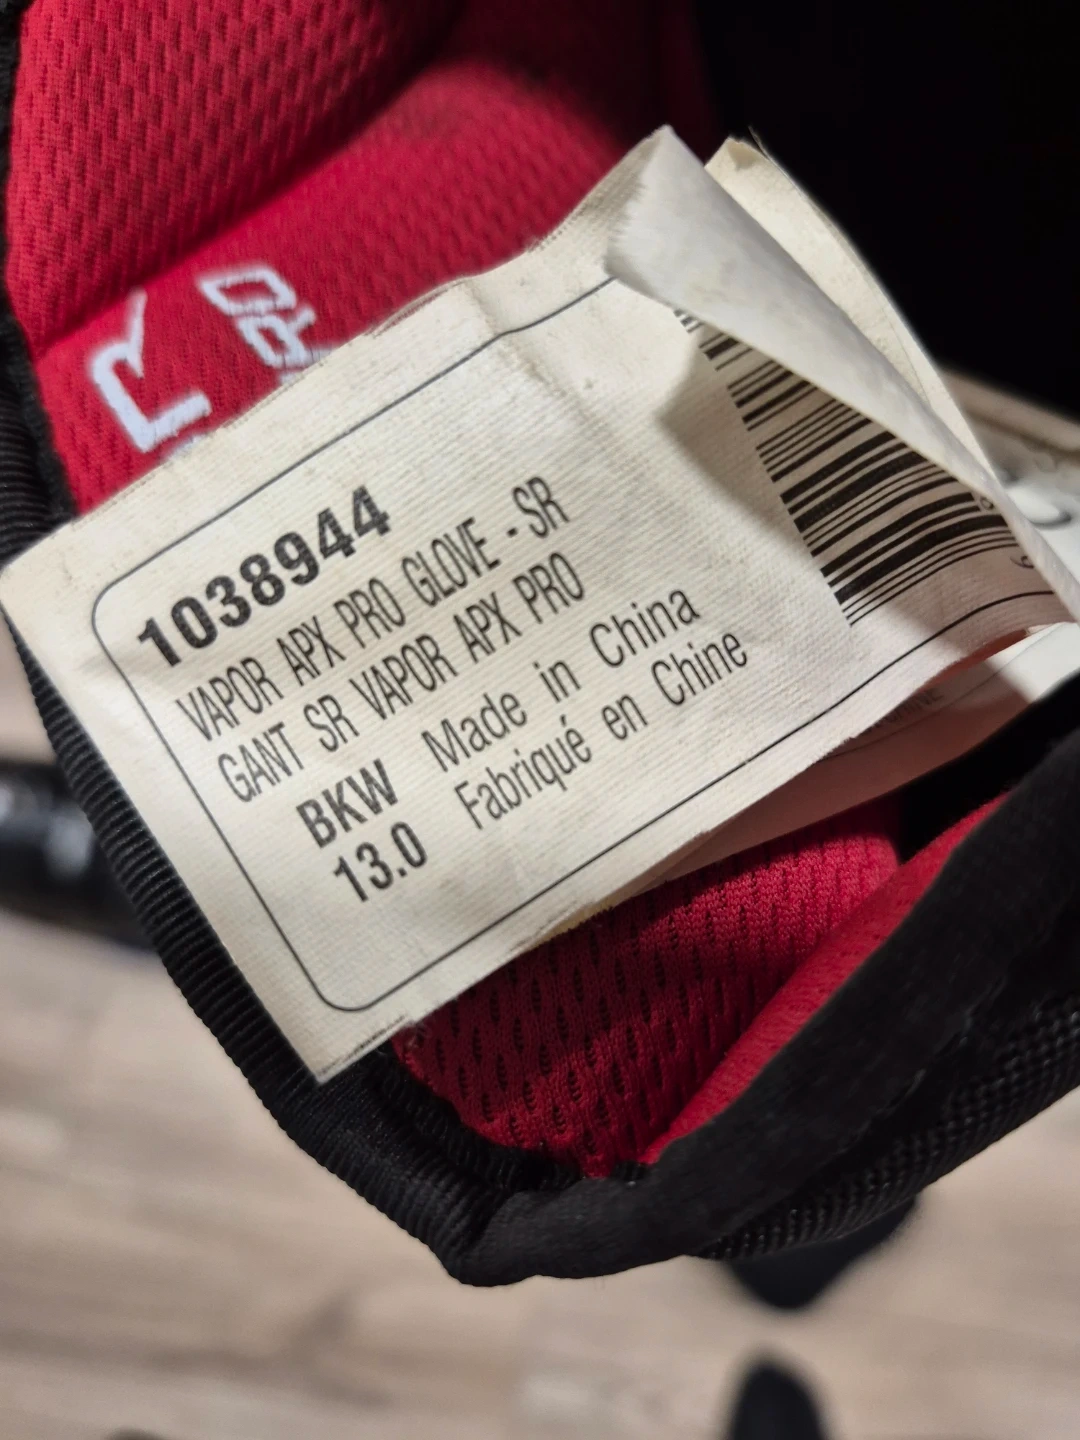 1038944
VAPOR APX PRO GLOVE - SR
GANT SR VAPOR APX PRO
BKW Made in China
13.0 Fabriqué en Chine